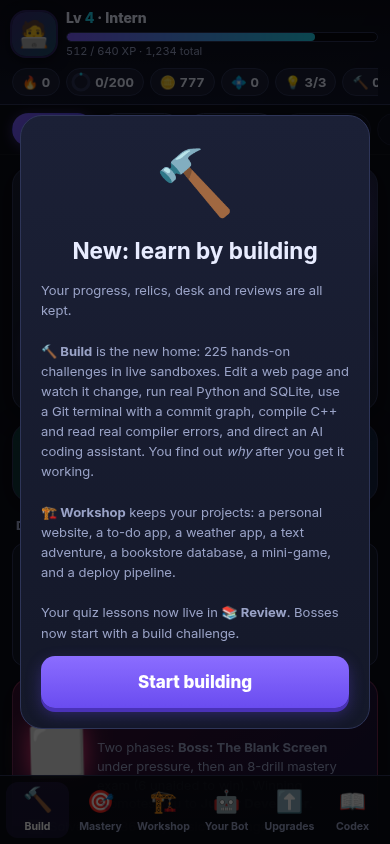 Lv 4 · Intern
512 / 640 XP · 1,234 total
0
0/200
777
0
3/3
New: learn by building
Your progress, relics, desk and reviews are all
kept.
Build is the new home: 225 hands-on
challenges in live sandboxes. Edit a web page and
watch it change, run real Python and SQLite, use
a Git terminal with a commit graph, compile C++
and read real compiler errors, and direct an AI
coding assistant. You find out why after you get it
working.
Workshop keeps your projects: a personal
website, a to-do app, a weather app, a text
adventure, a bookstore database, a mini-game,
and a deploy pipeline.
Your quiz lessons now live in Review. Bosses
now start with a build challenge.
Start building
Two phases: Boss: The Blank Screen
under pressure, then an 8-drill mastery
Build
Mastery
Workshop
Your Bot
Upgrades
Codex